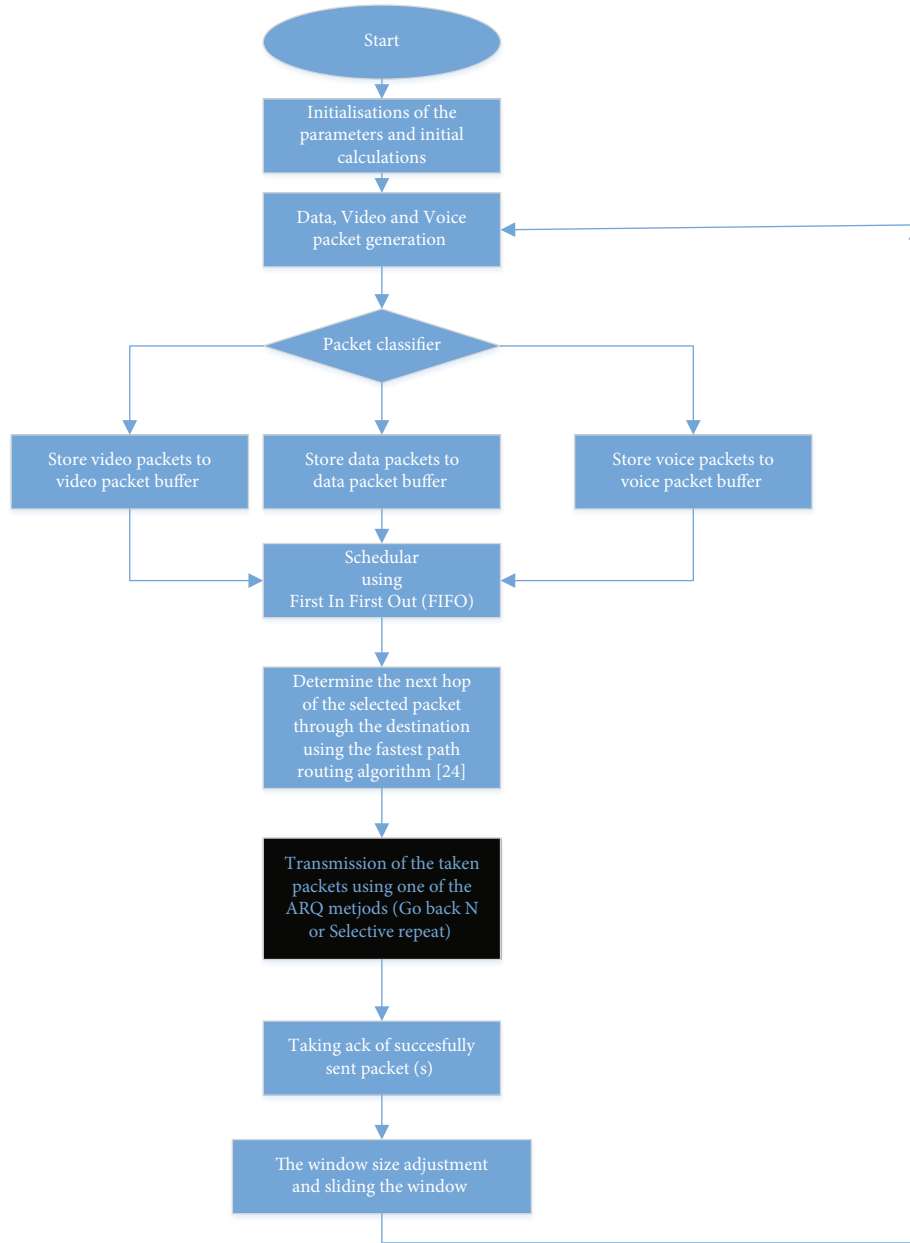 Start
Initialisations of the
parameters and initial
calculations
Data, Video and Voice
packet generation
Packet classifier
Store video packets to
video packet buffer
Store data packets to
data packet buffer
Store voice packets to
voice packet buffer
Schedular
using
First In First Out (FIFO)
Determine the next hop
of the selected packet
through the destination
using the fastest path
routing algorithm [24]
Transmission of the taken
packets using one of the
ARQ metjods (Go back N
or Selective repeat)
Taking ack of succesfully
sent packet (s)
The window size adjustment
and sliding the window